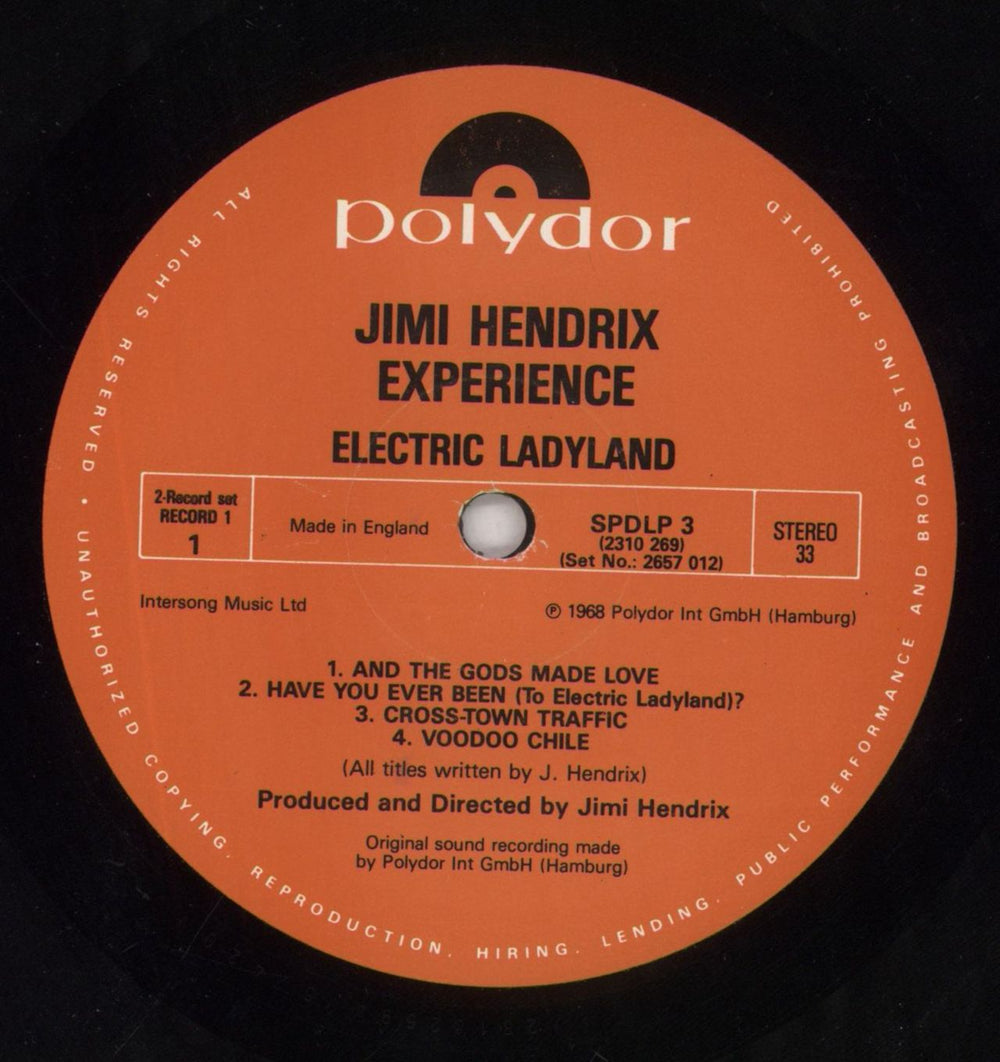 polydor
JIMI HENDRIX
EXPERIENCE
ELECTRIC LADYLAND
2-Record set
RECORD 1
1
Made in England
SPDLP 3
(2310 269)
(Set No.: 2657 012)
STEREO
33
Intersong Music Ltd
℗ 1968 Polydor Int GmbH (Hamburg)
1. AND THE GODS MADE LOVE
2. HAVE YOU EVER BEEN (To Electric Ladyland)?
3. CROSS-TOWN TRAFFIC
4. VOODOO CHILE
(All titles written by J. Hendrix)
Produced and Directed by Jimi Hendrix
Original sound recording made
by Polydor Int GmbH (Hamburg)
ALL RIGHTS RESERVED • UNAUTHORIZED COPYING. REPRODUCTION. HIRING. LENDING. PUBLIC PERFORMANCE AND BROADCASTING PROHIBITED